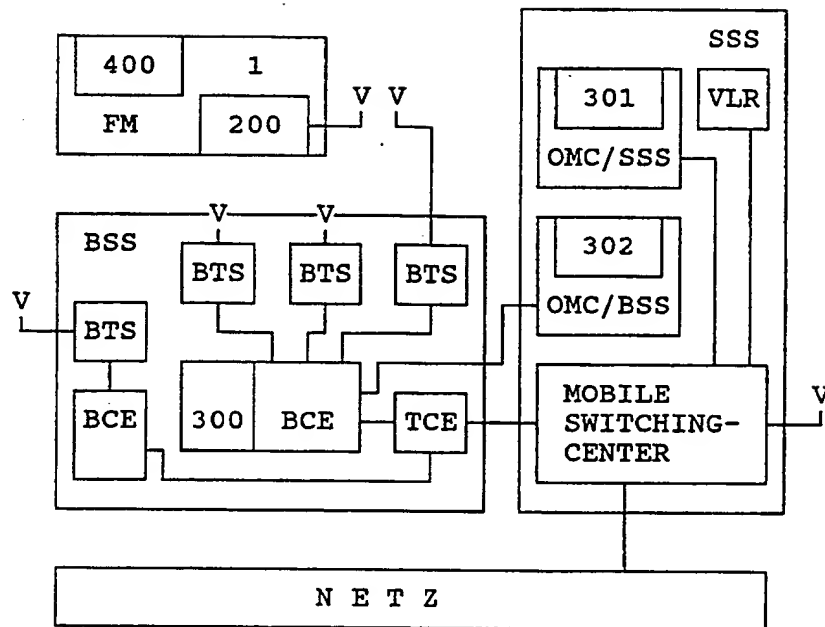 SSS
400 1
301
VLR
V V
FM 200
OMC/SSS
V V
BSS
302
BTS BTS BTS
V
OMC/BSS
BTS
MOBILE
V
300 BCE
BCE
TCE
SWITCHING-
CENTER
N E T Z